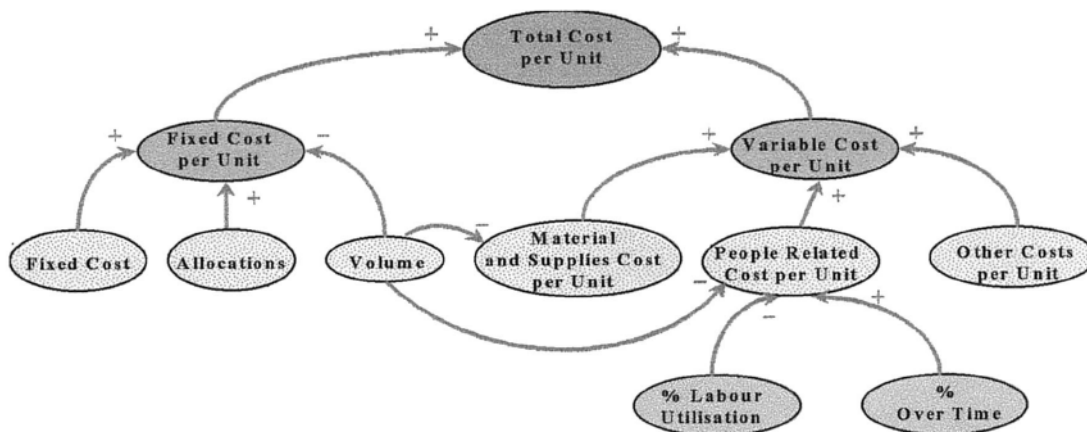 +
Total Cost
per Unit
+
+
Fixed Cost
per Unit
−
+
+
Variable Cost
per Unit
+
+
Fixed Cost
Allocations
Volume
−
Material
and Supplies Cost
per Unit
People Related
Cost per Unit
Other Costs
per Unit
−
−
+
% Labour
Utilisation
%
Over Time